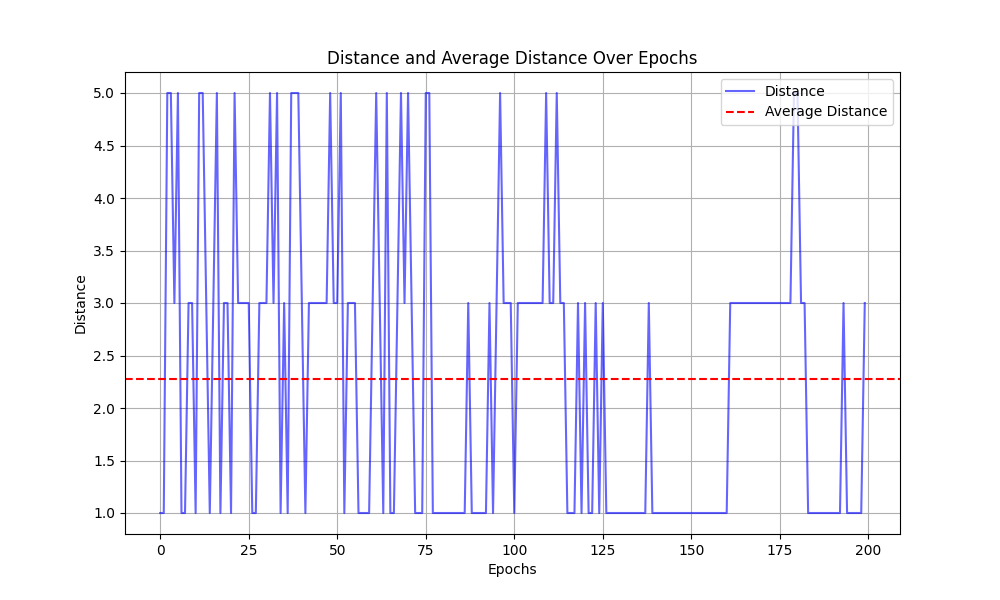 Distance and Average Distance Over Epochs
5.0
4.5
4.0
3.5
3.0
2.5
2.0
1.5
1.0
Distance
Distance
Average Distance
0 25 50 75 100 125 150 175 200
Epochs